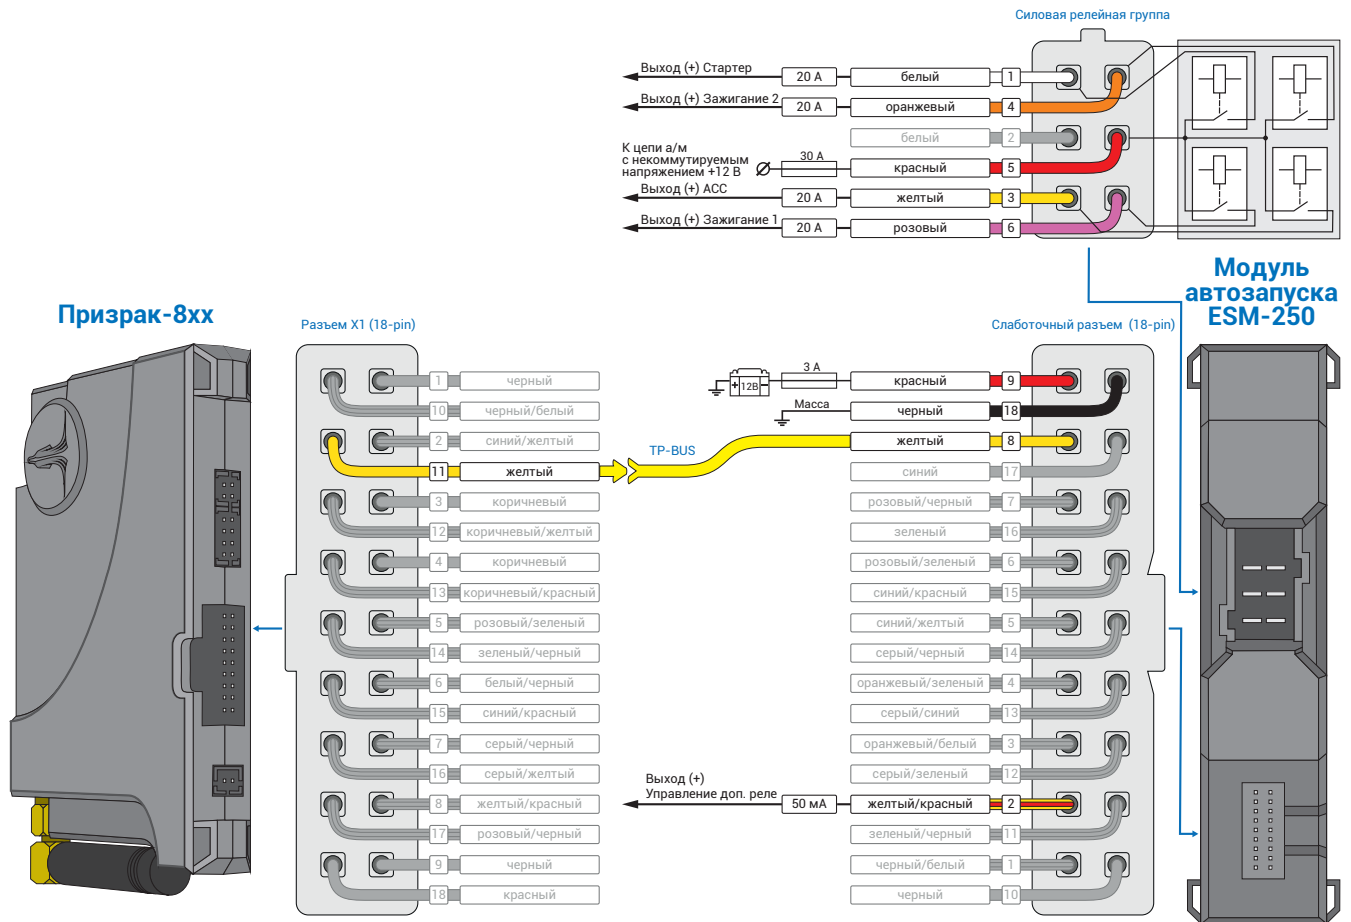 Силовая релейная группа
Выход (+) Стартер
20 А
белый
1
Выход (+) Зажигание 2
20 А
оранжевый
4
белый
2
К цепи а/м
с некоммутируемым
напряжением +12 В
30 А
красный
5
Выход (+) АСС
20 А
желтый
3
Выход (+) Зажигание 1
20 А
розовый
6
Модуль
автозапуска
ESM-250
Призрак-8хх
Разъем X1 (18-pin)
1
черный
10
черный/белый
2
синий/желтый
11
желтый
3
коричневый
12
коричневый/желтый
4
коричневый
13
коричневый/красный
5
розовый/зеленый
14
зеленый/черный
6
белый/черный
15
синий/красный
7
серый/черный
16
серый/желтый
8
желтый/красный
17
розовый/черный
9
черный
18
красный
TP-BUS
Слаботочный разъем (18-pin)
+ 12В −
3 А
красный
9
Масса
черный
18
желтый
8
синий
17
розовый/черный
7
зеленый
16
розовый/зеленый
6
синий/красный
15
синий/желтый
5
серый/черный
14
оранжевый/зеленый
4
серый/синий
13
оранжевый/белый
3
серый/зеленый
12
Выход (+)
Управление доп. реле
50 мА
желтый/красный
2
зеленый/черный
11
черный/белый
1
черный
10